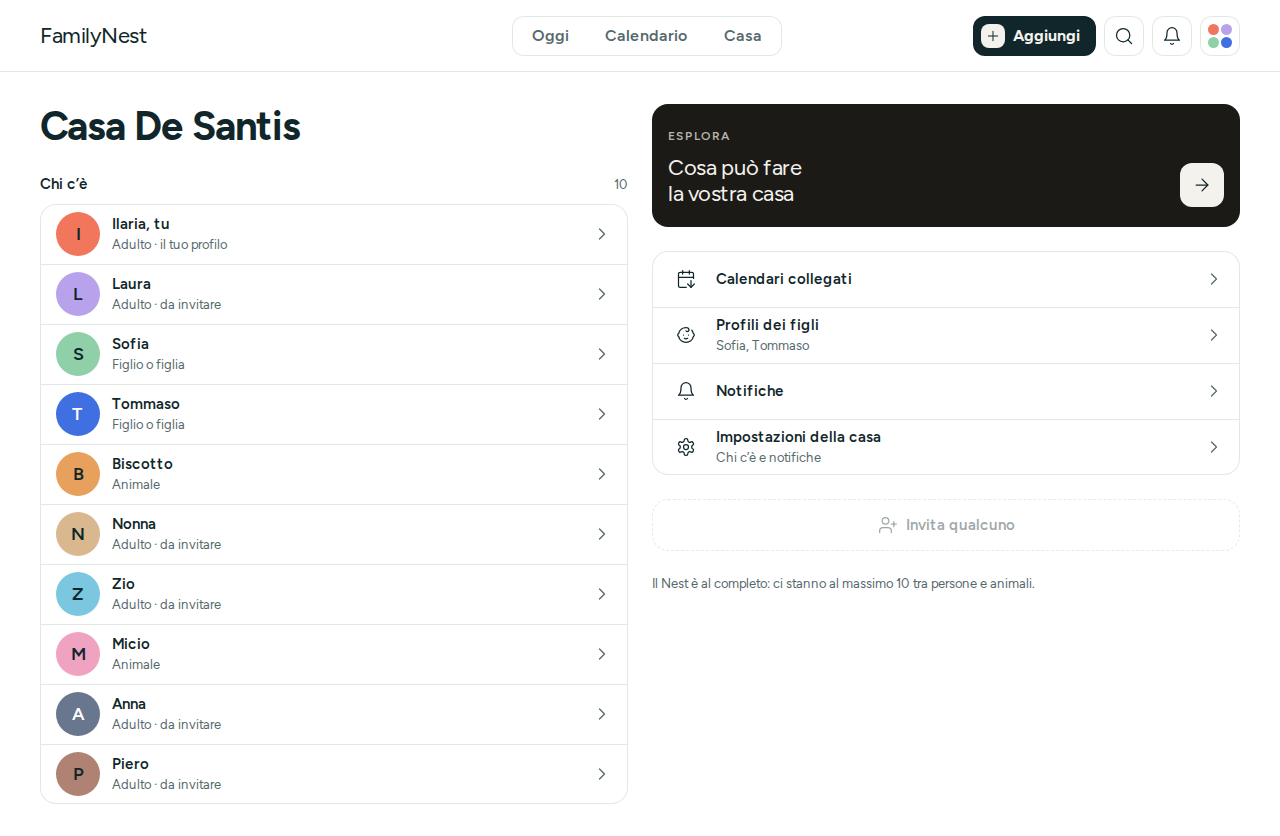 FamilyNest
Oggi
Calendario
Casa
Aggiungi
Casa De Santis
Chi c’è
10
I
Ilaria, tu
Adulto · il tuo profilo
L
Laura
Adulto · da invitare
S
Sofia
Figlio o figlia
T
Tommaso
Figlio o figlia
B
Biscotto
Animale
N
Nonna
Adulto · da invitare
Z
Zio
Adulto · da invitare
M
Micio
Animale
A
Anna
Adulto · da invitare
P
Piero
Adulto · da invitare
ESPLORA
Cosa può fare
la vostra casa
Calendari collegati
Profili dei figli
Sofia, Tommaso
Notifiche
Impostazioni della casa
Chi c’è e notifiche
Invita qualcuno
Il Nest è al completo: ci stanno al massimo 10 tra persone e animali.